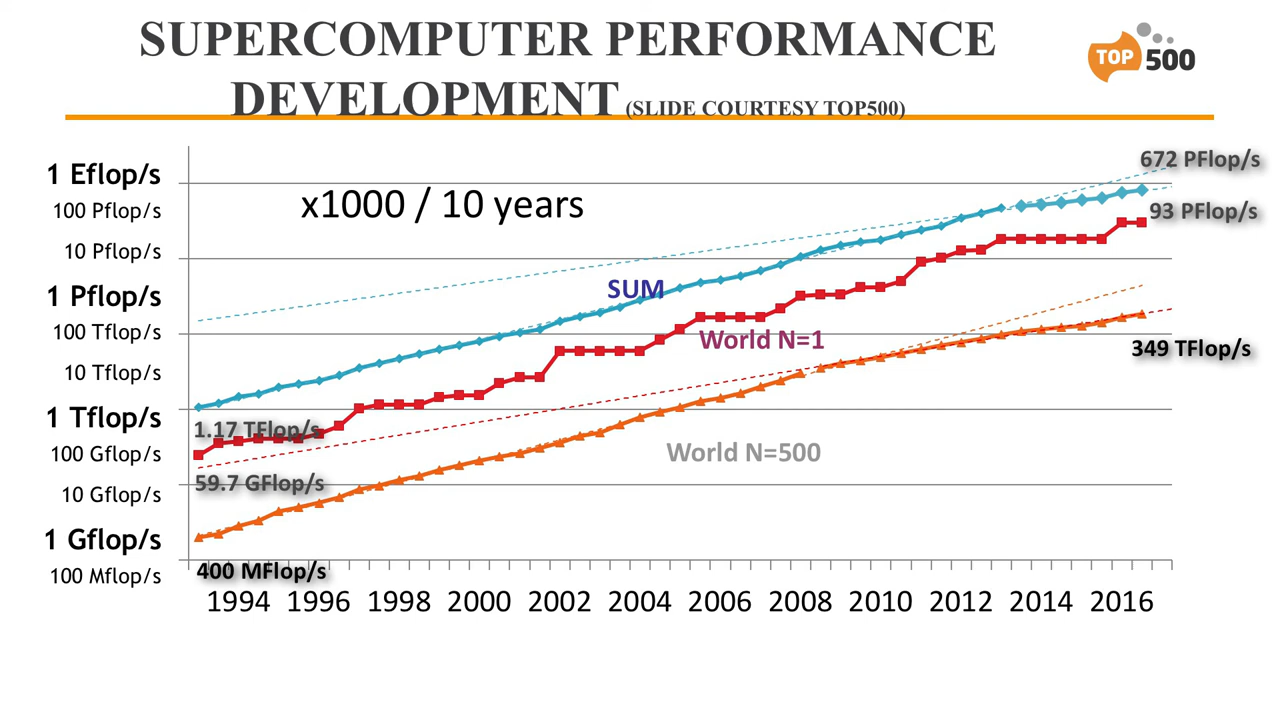 SUPERCOMPUTER PERFORMANCE
DEVELOPMENT (SLIDE COURTESY TOP500)
TOP 500
672 PFlop/s
1 Eflop/s
x1000 / 10 years
100 Pflop/s
93 PFlop/s
10 Pflop/s
SUM
1 Pflop/s
100 Tflop/s
World N=1
349 TFlop/s
10 Tflop/s
1 Tflop/s
1.17 TFlop/s
100 Gflop/s
World N=500
59.7 GFlop/s
10 Gflop/s
1 Gflop/s
100 Mflop/s
400 MFlop/s
1994 1996 1998 2000 2002 2004 2006 2008 2010 2012 2014 2016